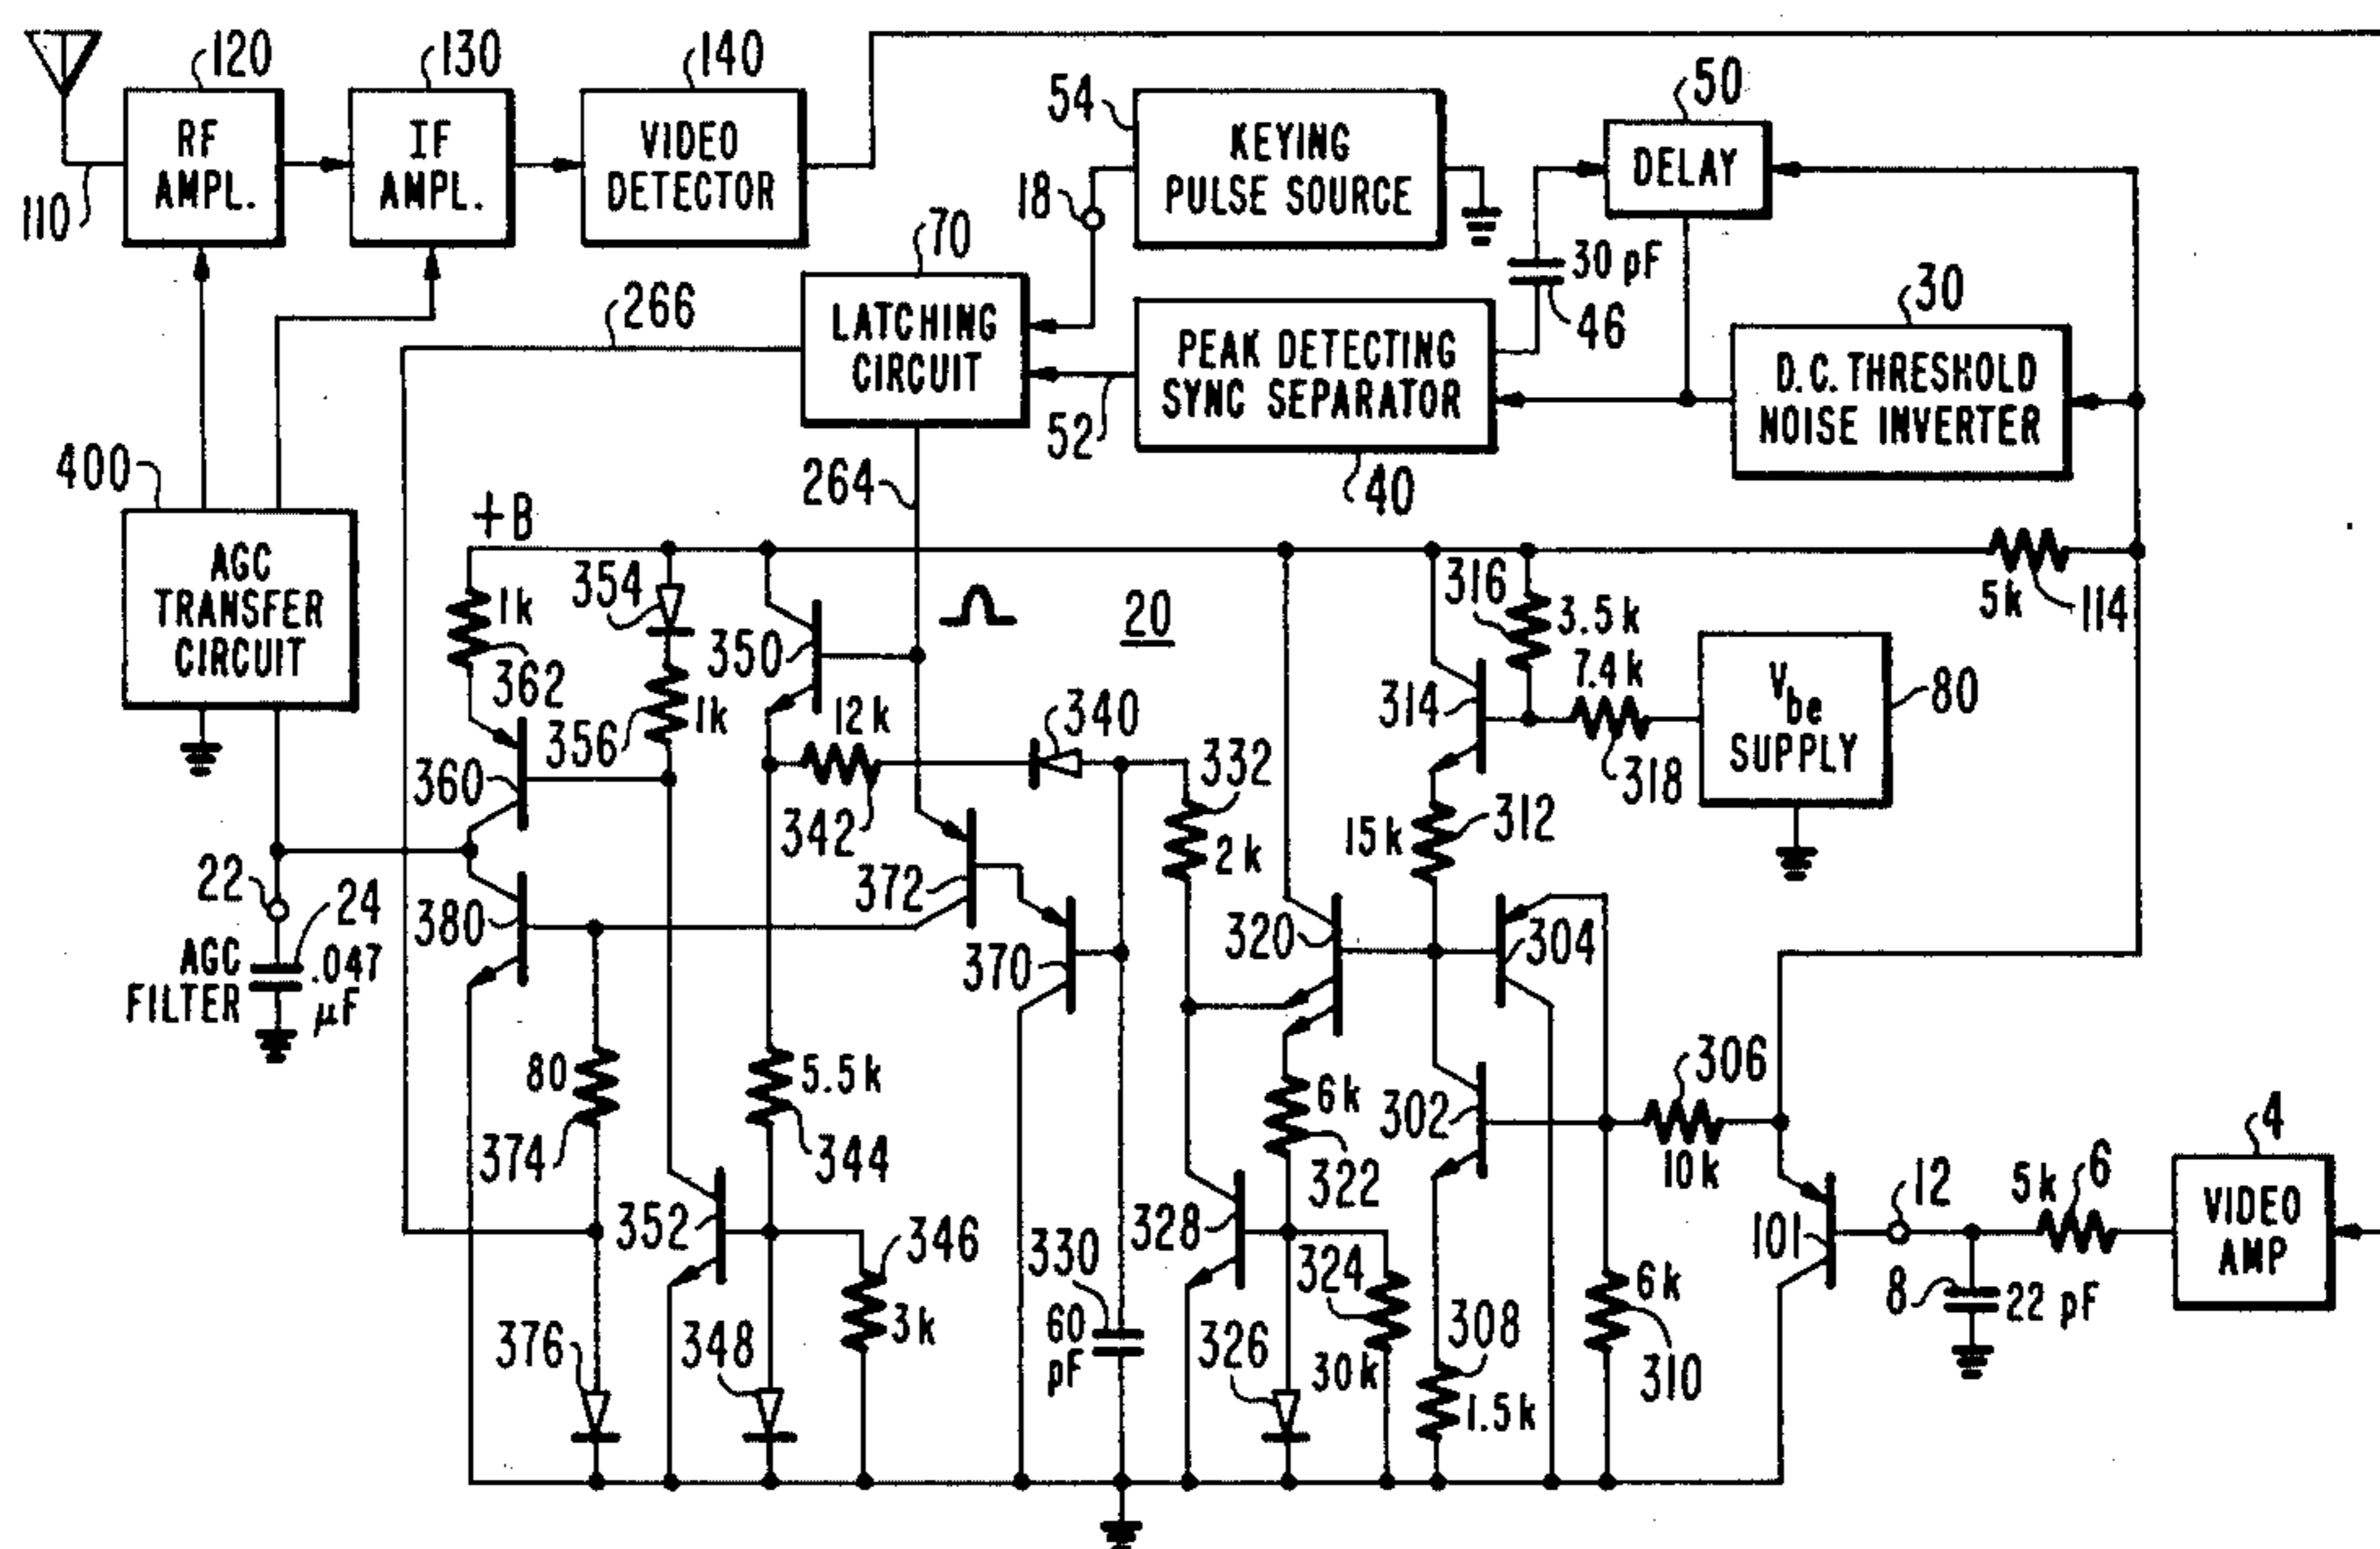 120
130
140
54
50
RF
AMPL.
IF
AMPL.
VIDEO
DETECTOR
KEYING
PULSE SOURCE
DELAY
110
18
70
30 pF
46
30
266
LATCHING
CIRCUIT
PEAK DETECTING
SYNC SEPARATOR
D.C. THRESHOLD
NOISE INVERTER
52
40
400
264
+B
AGC
TRANSFER
CIRCUIT
1k
362
354
350
20
316
3.5k
5k
114
7.4k
Vbe
SUPPLY
80
314
318
356
1k
12k
340
332
360
342
2k
15k
312
22
24
372
380
370
320
304
AGC
FILTER
.047
µF
306
80
374
5.5k
344
6k
322
302
10k
4
352
346
3k
330
60
pF
328
324
30k
101
12
5k
6
VIDEO
AMP
376
348
326
308
1.5k
6k
310
8
22 pF